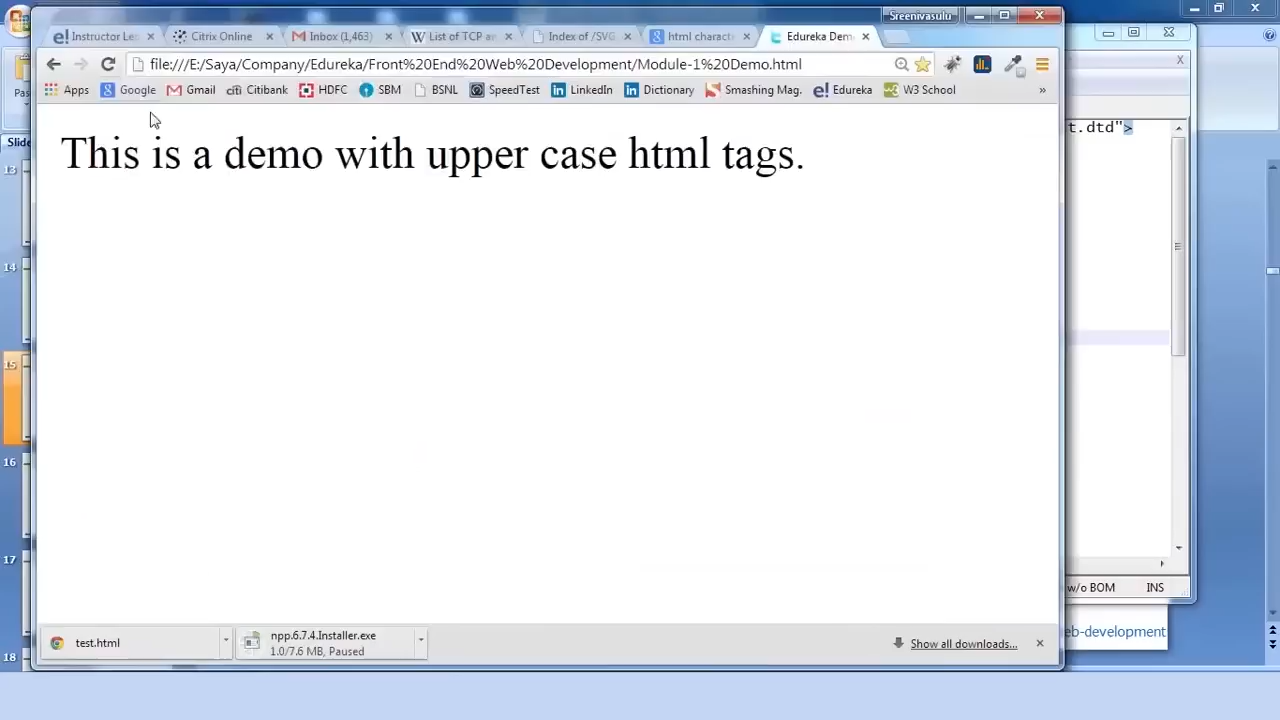 Sreenivasulu
Instructor Le
Citrix Online
Inbox (1,463)
List of
Index of /SVG
html charact
Edureka Dem
file:///E:/Saya/Company/Edureka/Front%20End%20Web%20Development/Module-1%20Demo.html
Apps
Google
Gmail
Citibank
HDFC
SBM
BSNL
SpeedTest
LinkedIn
Dictionary
Smashing Mag.
Edureka
W3 School
»
Pas
Slide
t.dtd">
This is a demo with upper case html tags.
13
14
15
16
17
18
w/o BOM
INS
eb-development
test.html
npp.6.7.4.Installer.exe
1.0/7.6 MB, Paused
Show all downloads...